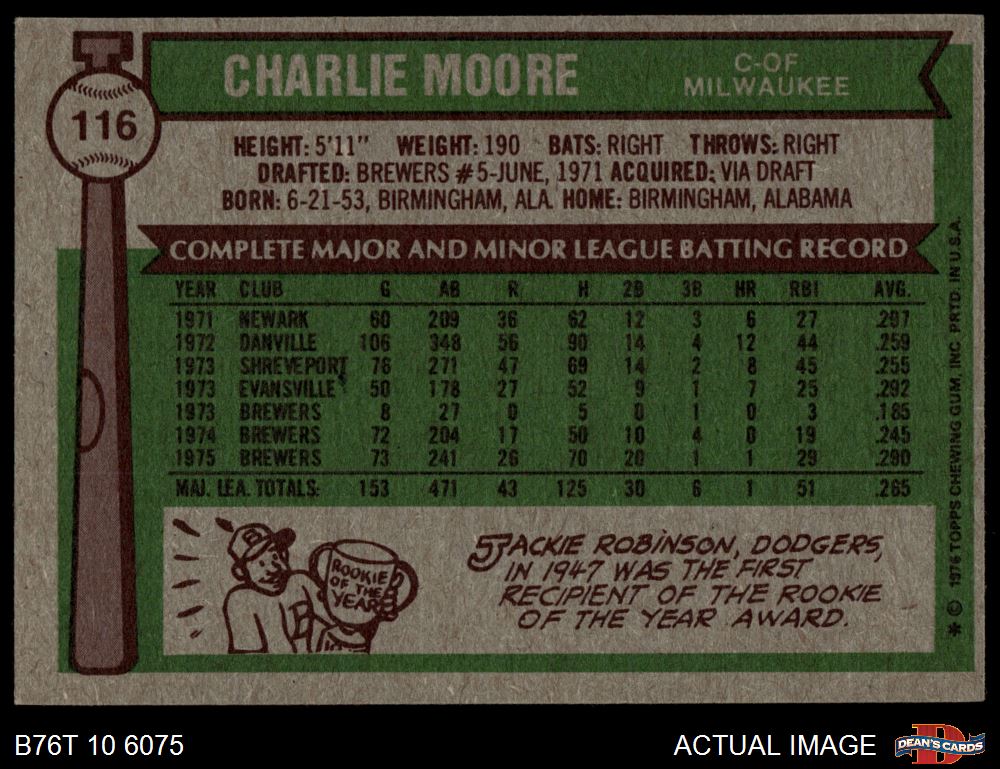 116
CHARLIE MOORE
C-OF
MILWAUKEE
HEIGHT: 5'11" WEIGHT: 190 BATS: RIGHT THROWS: RIGHT
DRAFTED: BREWERS #5-JUNE, 1971 ACQUIRED: VIA DRAFT
BORN: 6-21-53, BIRMINGHAM, ALA. HOME: BIRMINGHAM, ALABAMA
COMPLETE MAJOR AND MINOR LEAGUE BATTING RECORD
YEAR CLUB G AB R H 2B 3B HR RBI AVG.
1971 NEWARK 60 209 36 62 12 3 6 27 .297
1972 DANVILLE 106 348 56 90 14 4 12 44 .259
1973 SHREVEPORT 76 271 47 69 14 2 8 45 .255
1973 EVANSVILLE 50 178 27 52 9 1 7 25 .292
1973 BREWERS 8 27 0 5 0 1 0 3 .185
1974 BREWERS 72 204 17 50 10 4 0 19 .245
1975 BREWERS 73 241 26 70 20 1 1 29 .290
MAJ. LEA. TOTALS: 153 471 43 125 30 6 1 51 .265
ROOKIE
OF THE
YEAR
JACKIE ROBINSON, DODGERS,
IN 1947 WAS THE FIRST
RECIPIENT OF THE ROOKIE
OF THE YEAR AWARD.
* © 1976 TOPPS CHEWING GUM, INC. PRTD. IN U.S.A.
B76T 10 6075
ACTUAL IMAGE
D
DEAN'S CARDS